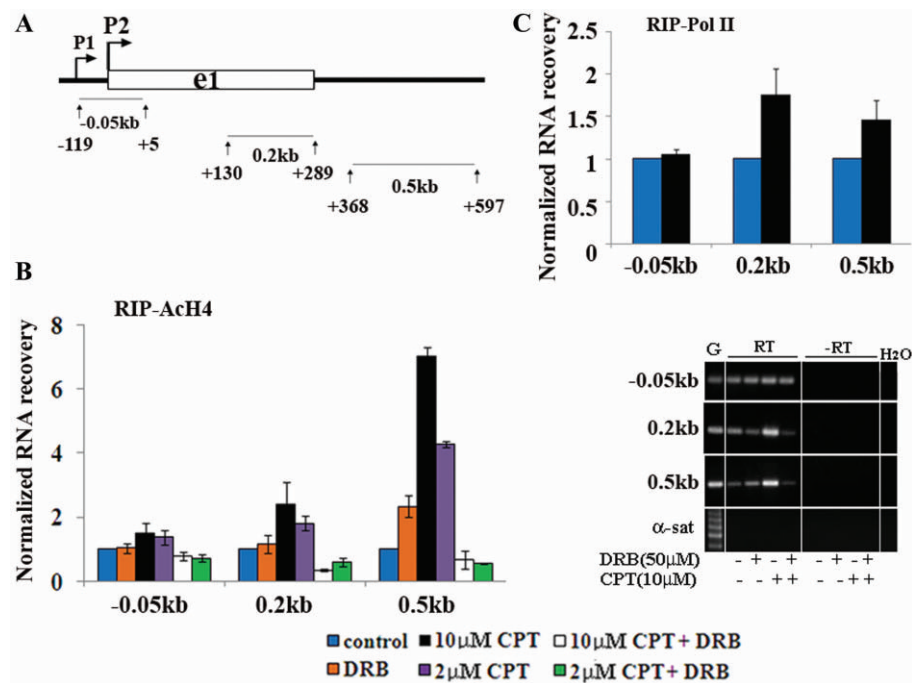 A
P1
P2
e1
-0.05kb
-119
+5
0.2kb
+130
+289
0.5kb
+368
+597
C
RIP-Pol II
Normalized RNA recovery
2.5
2
1.5
1
0.5
0
-0.05kb
0.2kb
0.5kb
B
RIP-AcH4
Normalized RNA recovery
8
6
4
2
0
-0.05kb
0.2kb
0.5kb
control
10μM CPT
10μM CPT+ DRB
DRB
2μM CPT
2μM CPT+ DRB
G RT -RT H2O
-0.05kb
0.2kb
0.5kb
α-sat
DRB(50μM) - + - + - + - +
CPT(10μM) - - + + - - + +